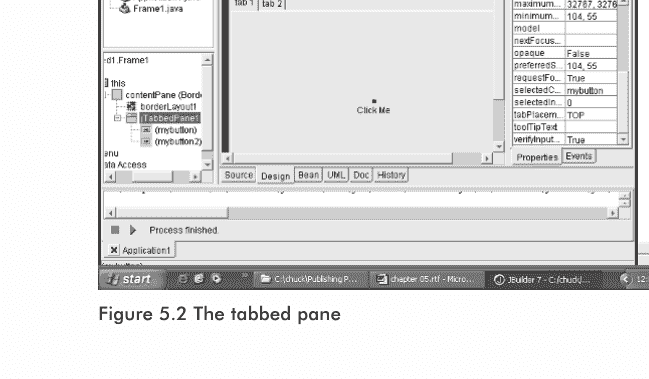 Frame1.java
tab 1 tab 2
maximum... 32767, 3276
minimum... 104, 55
model
nextFocus...
opaque False
preferredS... 104, 55
requestFo... True
selectedC... mybutton
selectedIn... 0
tabPlacem... TOP
toolTipText
verifyInput... True
Properties Events
d1.Frame1
this
contentPane (Bord
borderLayout1
(TabbedPane1
(mybutton)
(mybutton2)
enu
ata Access
Click Me
Source Design Bean UML Doc History
Process finished.
Application1
start C:\chuck\Publishing P... chapter 05.rtf - Micro... JBuilder 7 - C:/chuck/... 12:
Figure 5.2 The tabbed pane